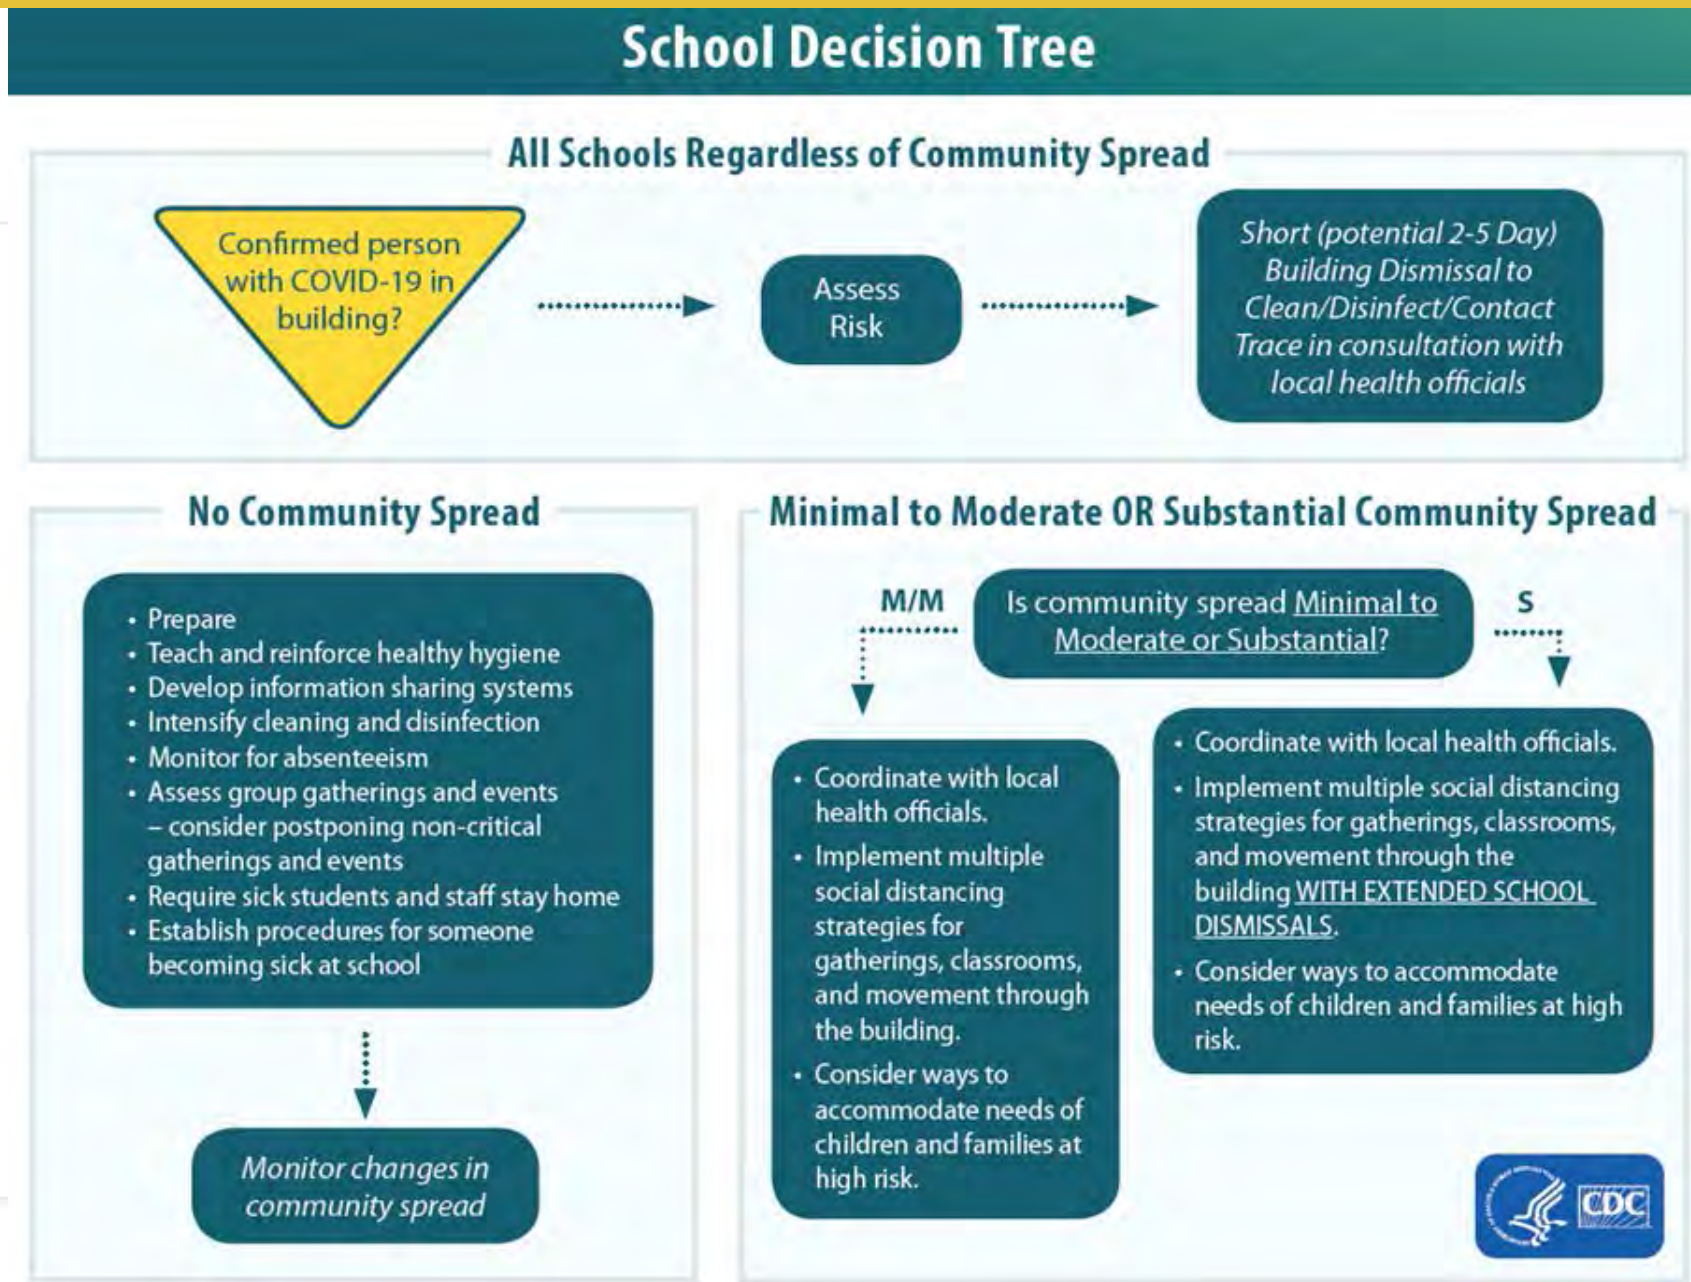 School Decision Tree
All Schools Regardless of Community Spread
Confirmed person
with COVID-19 in
building?
Assess
Risk
Short (potential 2-5 Day)
Building Dismissal to
Clean/Disinfect/Contact
Trace in consultation with
local health officials
No Community Spread
• Prepare
• Teach and reinforce healthy hygiene
• Develop information sharing systems
• Intensify cleaning and disinfection
• Monitor for absenteeism
• Assess group gatherings and events
– consider postponing non-critical
gatherings and events
• Require sick students and staff stay home
• Establish procedures for someone
becoming sick at school
Monitor changes in
community spread
Minimal to Moderate OR Substantial Community Spread
Is community spread Minimal to
Moderate or Substantial?
M/M
• Coordinate with local
health officials.
• Implement multiple
social distancing
strategies for
gatherings, classrooms,
and movement through
the building.
• Consider ways to
accommodate needs of
children and families at
high risk.
S
• Coordinate with local health officials.
• Implement multiple social distancing
strategies for gatherings, classrooms,
and movement through the
building WITH EXTENDED SCHOOL
DISMISSALS.
• Consider ways to accommodate
needs of children and families at high
risk.
CDC